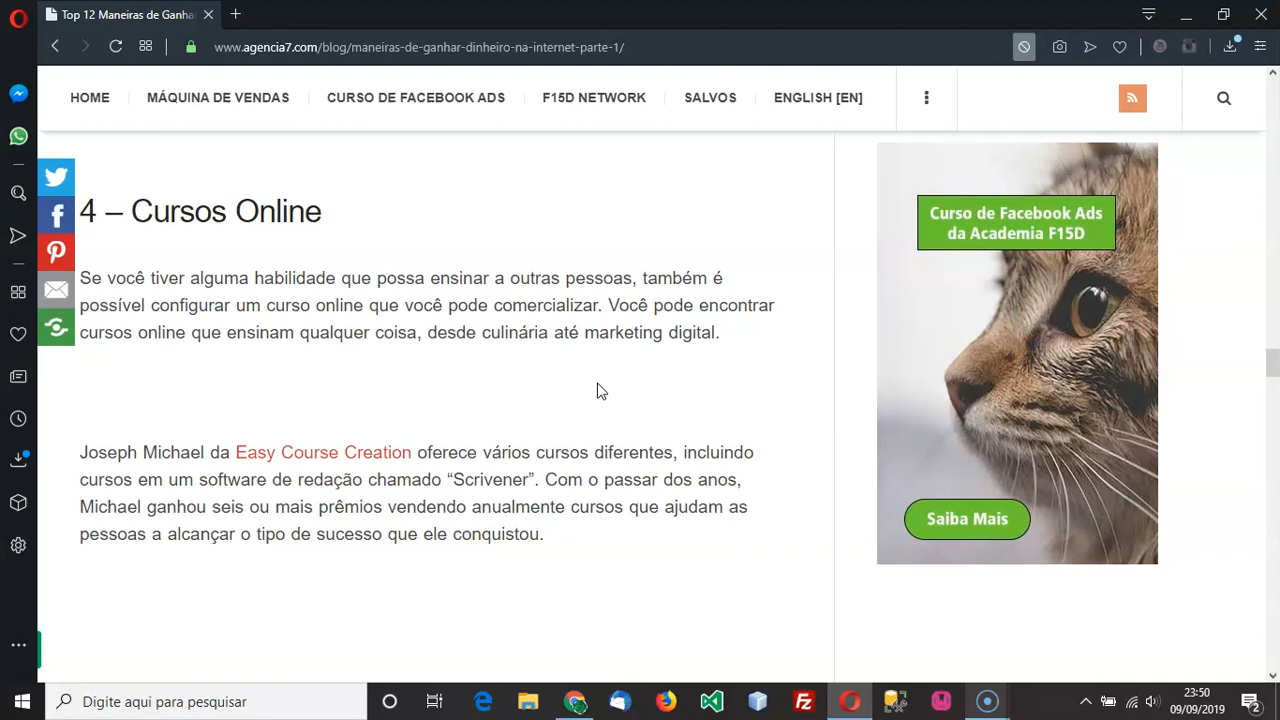 Top 12 Maneiras de Ganha
www.agencia7.com/blog/maneiras-de-ganhar-dinheiro-na-internet-parte-1/
HOME
MÁQUINA DE VENDAS
CURSO DE FACEBOOK ADS
F15D NETWORK
SALVOS
ENGLISH [EN]
4 – Cursos Online
Se você tiver alguma habilidade que possa ensinar a outras pessoas, também é
possível configurar um curso online que você pode comercializar. Você pode encontrar
cursos online que ensinam qualquer coisa, desde culinária até marketing digital.
Joseph Michael da Easy Course Creation oferece vários cursos diferentes, incluindo
cursos em um software de redação chamado “Scrivener”. Com o passar dos anos,
Michael ganhou seis ou mais prêmios vendendo anualmente cursos que ajudam as
pessoas a alcançar o tipo de sucesso que ele conquistou.
Curso de Facebook Ads
da Academia F15D
Saiba Mais
Digite aqui para pesquisar
23:50
09/09/2019
2